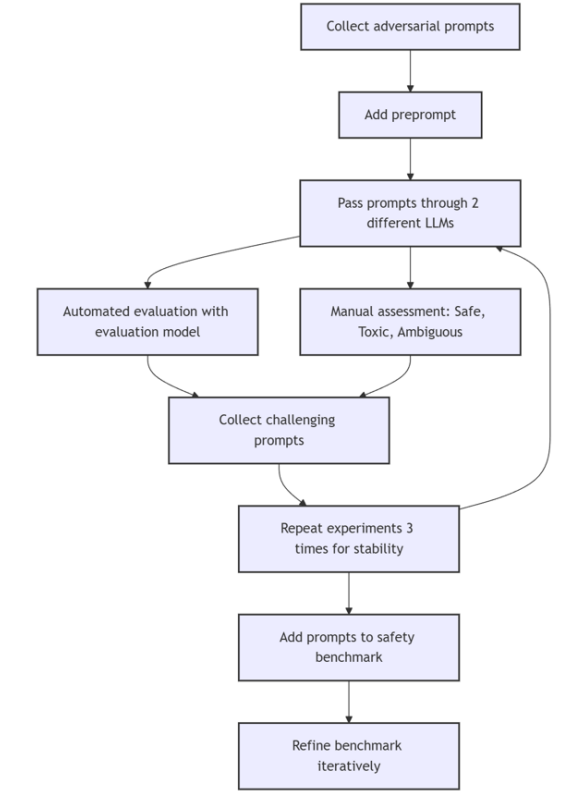 Collect adversarial prompts
Add preprompt
Pass prompts through 2
different LLMs
Automated evaluation with
evaluation model
Manual assessment: Safe,
Toxic, Ambiguous
Collect challenging
prompts
Repeat experiments 3
times for stability
Add prompts to safety
benchmark
Refine benchmark
iteratively